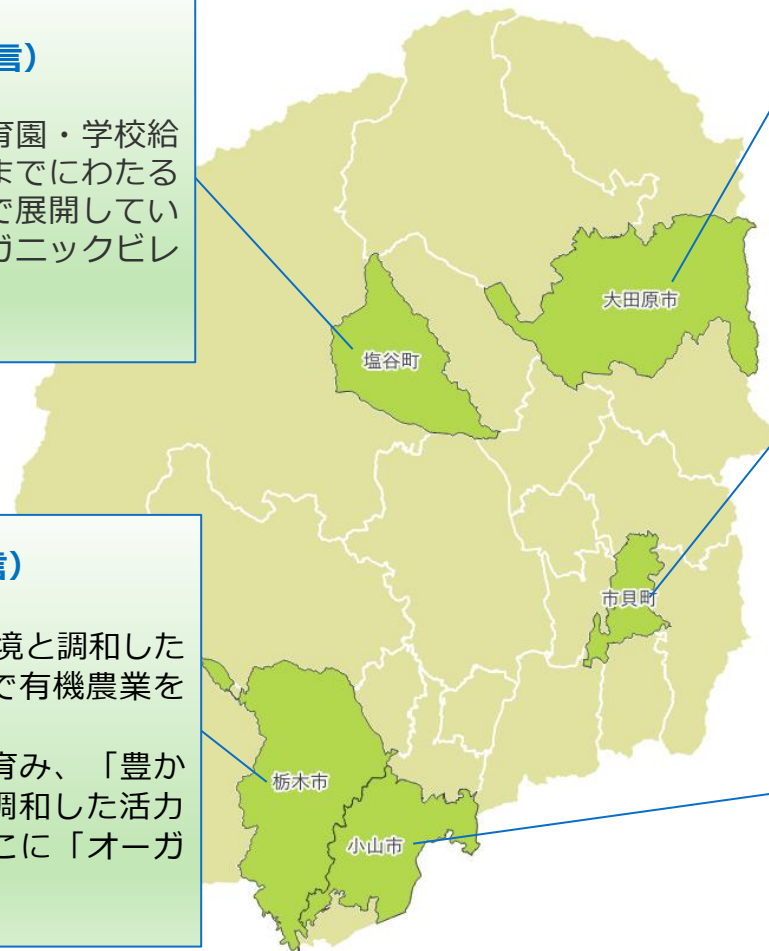 言）
育園・学校給
までにわたる
で展開してい
ガニックビレ
大田原市
塩谷町
市貝町
言）
境と調和した
で有機農業を
育み、「豊か
調和した活力
こに「オーガ
栃木市
小山市